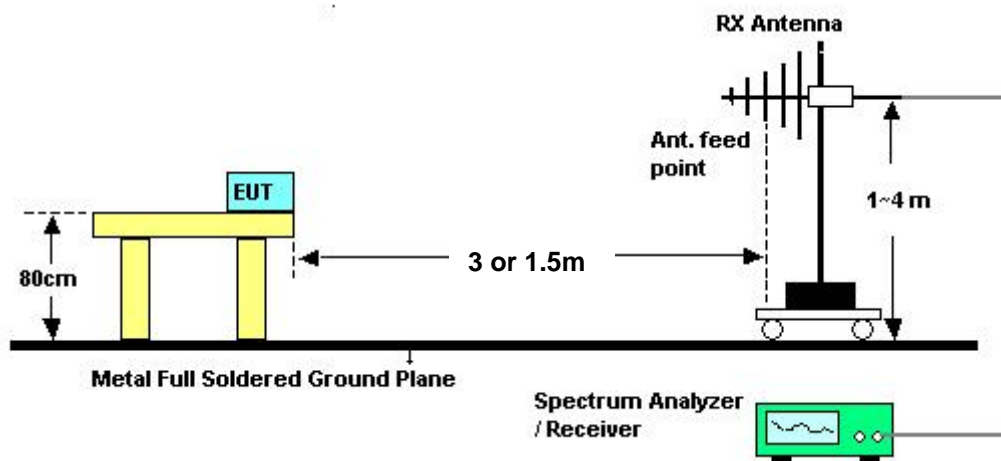 RX Antenna
Ant. feed
point
EUT
1~4 m
3 or 1.5m
80cm
Metal Full Soldered Ground Plane
Spectrum Analyzer
/ Receiver